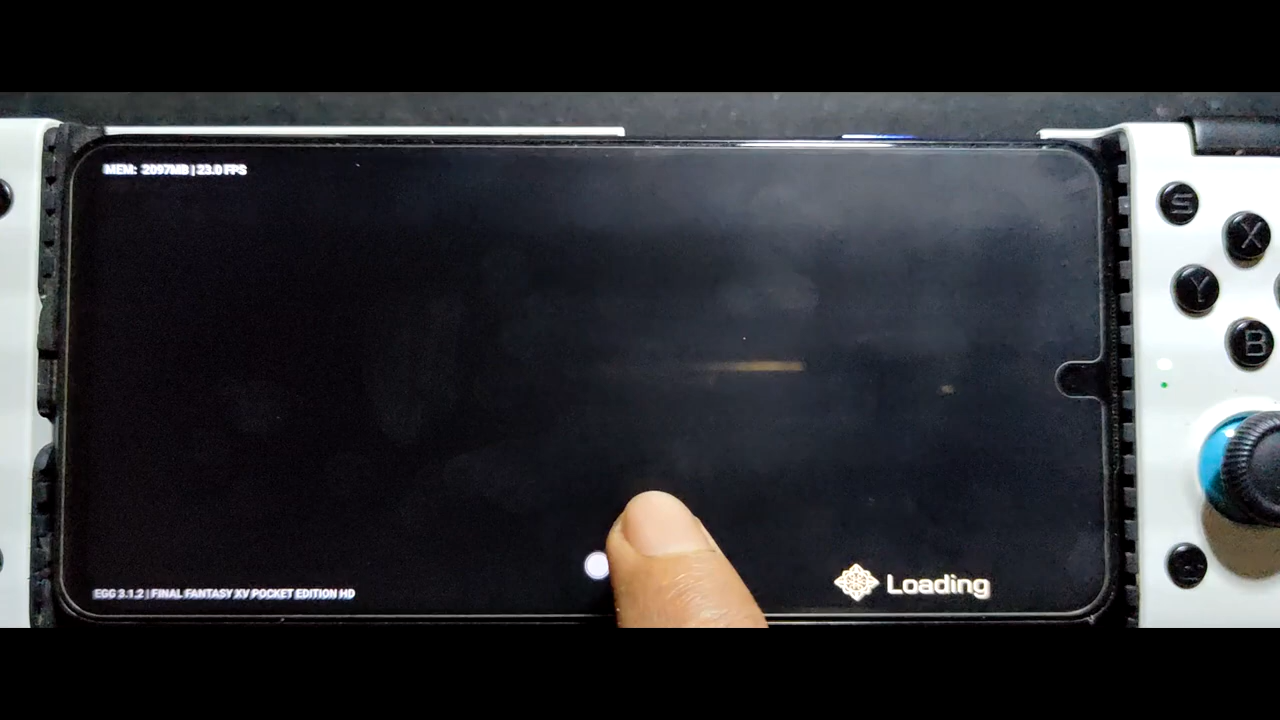 MEM: 2097MB | 23.0 FPS
S
X
Y
B
EGG 3.1.2 | FINAL FANTASY XV POCKET EDITION HD
Loading